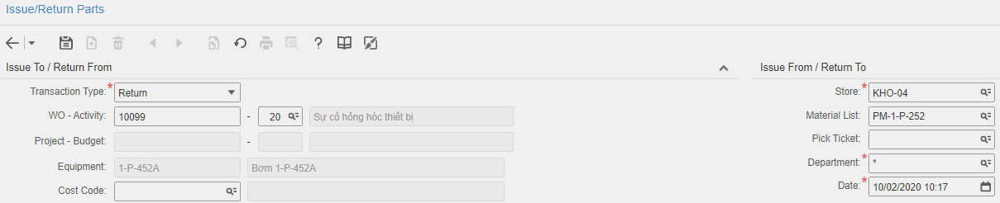 Issue/Return Parts
Issue To / Return From
Transaction Type:* Return
WO - Activity: 10099 - 20 Sự cố hỏng hóc thiết bị
Project - Budget: -
Equipment: 1-P-452A Bơm 1-P-452A
Cost Code:
Issue From / Return To
Store:* KHO-04
Material List: PM-1-P-252
Pick Ticket:
Department:* *
Date:* 10/02/2020 10:17